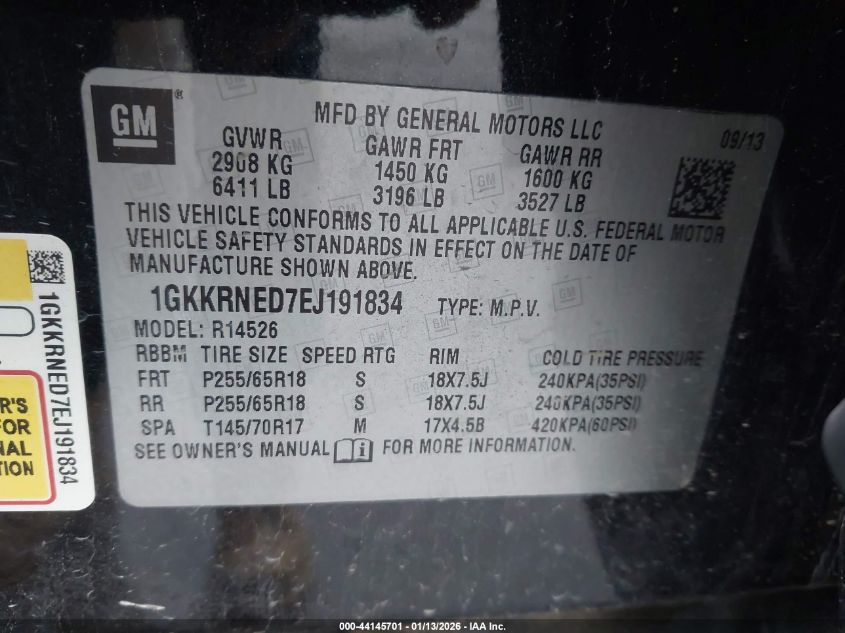 GM
®
MFD BY GENERAL MOTORS LLC
09/13
GVWR GAWR FRT GAWR RR
2908 KG 1450 KG 1600 KG
6411 LB 3196 LB 3527 LB
THIS VEHICLE CONFORMS TO ALL APPLICABLE U.S. FEDERAL MOTOR
VEHICLE SAFETY STANDARDS IN EFFECT ON THE DATE OF
MANUFACTURE SHOWN ABOVE.
1GKKRNED7EJ191834 TYPE: M.P.V.
MODEL: R14526
RBBM TIRE SIZE SPEED RTG RIM COLD TIRE PRESSURE
FRT P255/65R18 S 18X7.5J 240KPA(35PSI)
RR P255/65R18 S 18X7.5J 240KPA(35PSI)
SPA T145/70R17 M 17X4.5B 420KPA(60PSI)
SEE OWNER'S MANUAL i FOR MORE INFORMATION.
1GKKRNED7EJ191834
R'S
FOR
NAL
TION
000-44145701 - 01/13/2026 - IAA Inc.